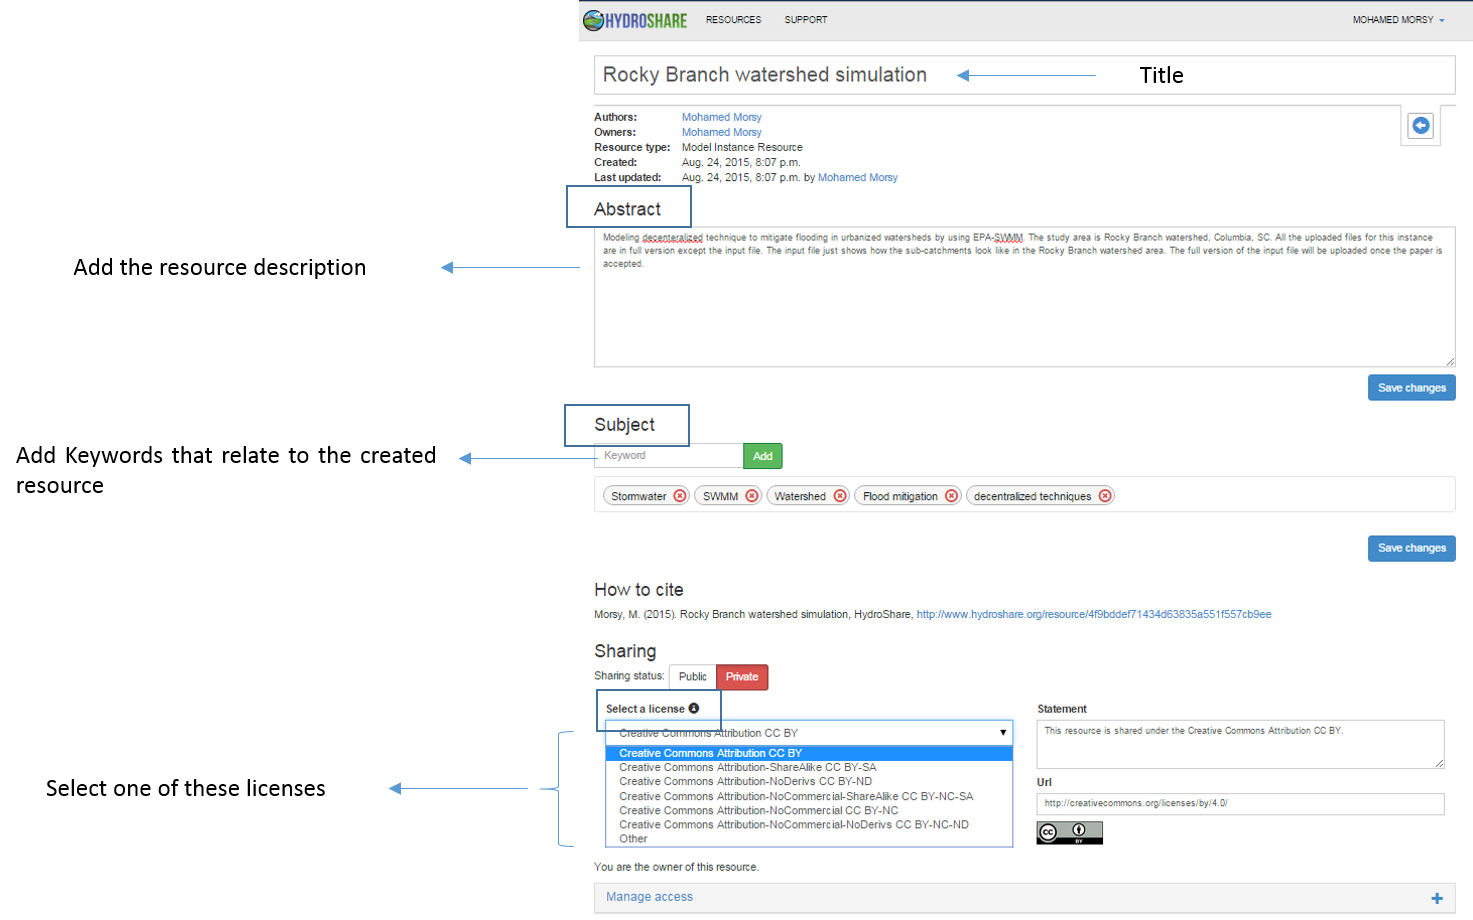 HYDROSHARE RESOURCES SUPPORT MOHAMED MORSY
Rocky Branch watershed simulation
Title
Authors: Mohamed Morsy
Owners: Mohamed Morsy
Resource type: Model Instance Resource
Created: Aug. 24, 2015, 8:07 p.m.
Last updated: Aug. 24, 2015, 8:07 p.m. by Mohamed Morsy
Abstract
Modeling decenteralized technique to mitigate flooding in urbanized watersheds by using EPA-SWMM. The study area is Rocky Branch watershed, Columbia, SC. All the uploaded files for this instance
are in full version except the input file. The input file just shows how the sub-catchments look like in the Rocky Branch watershed area. The full version of the input file will be uploaded once the paper is
accepted.
Add the resource description
Save changes
Subject
Keyword Add
Add Keywords that relate to the created
resource
Stormwater SWMM Watershed Flood mitigation decentralized techniques
Save changes
How to cite
Morsy, M. (2015). Rocky Branch watershed simulation, HydroShare, http://www.hydroshare.org/resource/4f9bddef71434d63835a551f557cb9ee
Sharing
Sharing status: Public Private
Select a license
Creative Commons Attribution CC BY
Creative Commons Attribution CC BY
Creative Commons Attribution-ShareAlike CC BY-SA
Creative Commons Attribution-NoDerivs CC BY-ND
Creative Commons Attribution-NoCommercial-ShareAlike CC BY-NC-SA
Creative Commons Attribution-NoCommercial CC BY-NC
Creative Commons Attribution-NoCommercial-NoDerivs CC BY-NC-ND
Other
Select one of these licenses
Statement
This resource is shared under the Creative Commons Attribution CC BY.
Url
http://creativecommons.org/licenses/by/4.0/
cc BY
You are the owner of this resource.
Manage access